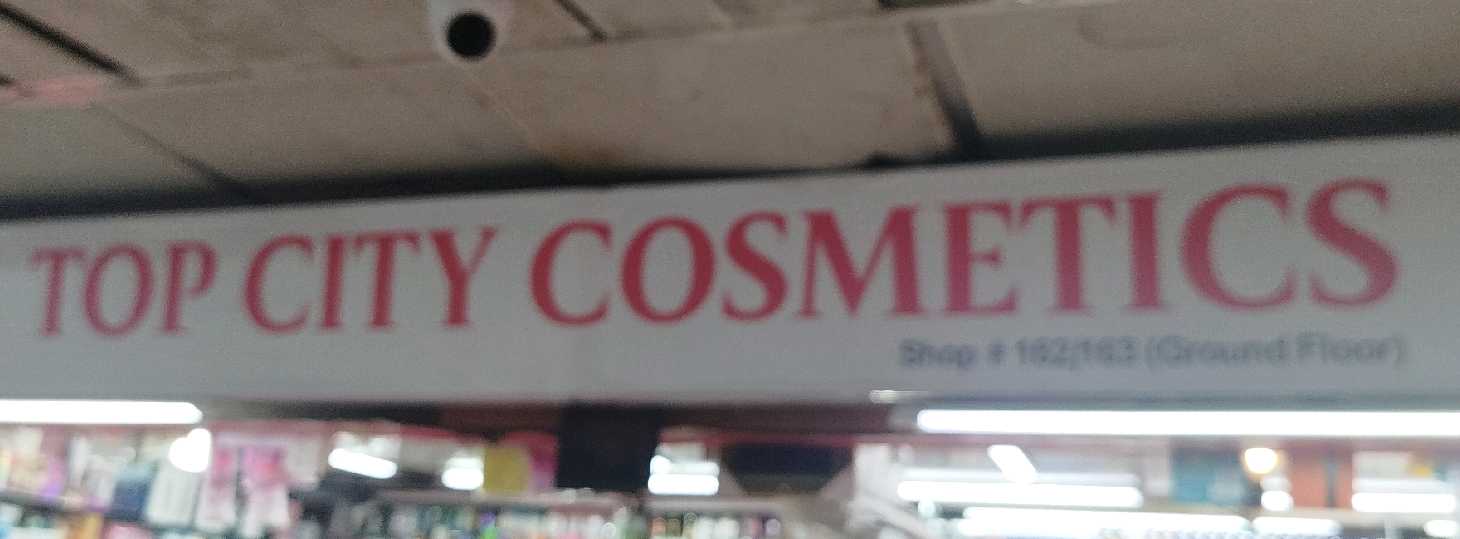 TOP CITY COSMETICS
Shop # 162/163 (Ground Floor)